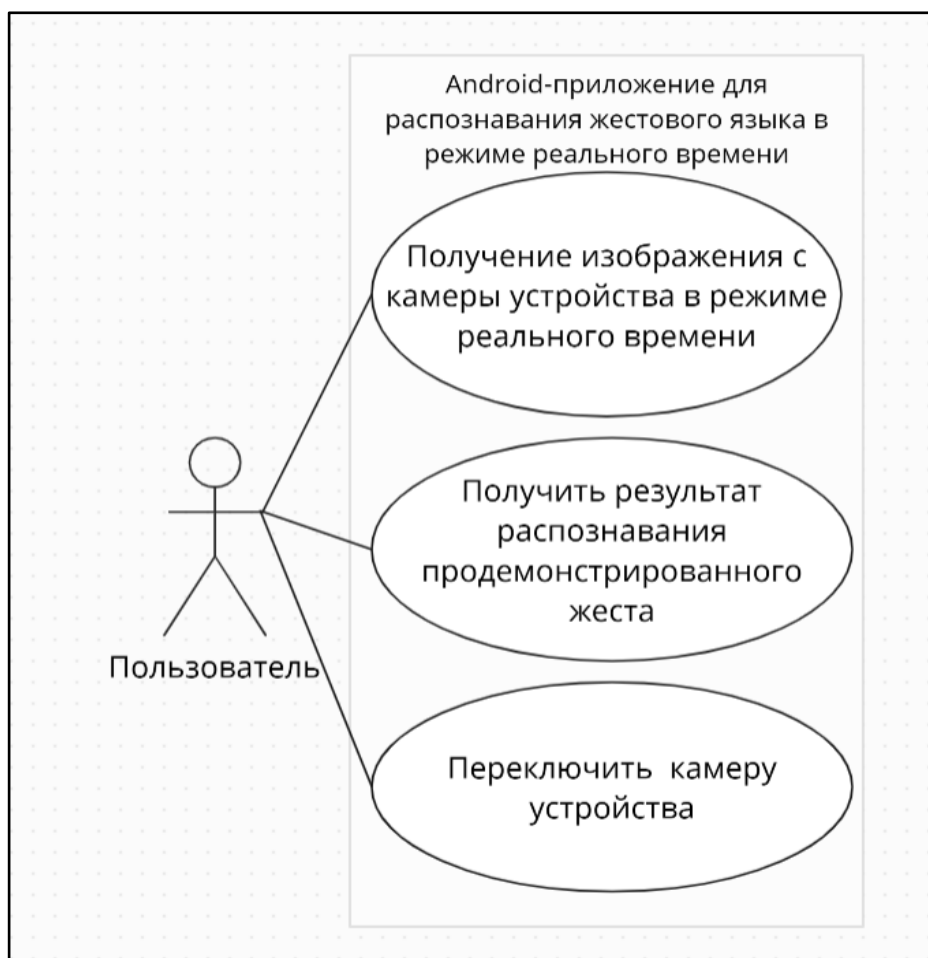 Android-приложение для
распознавания жестового языка в
режиме реального времени
Получение изображения с
камеры устройства в режиме
реального времени
Получить результат
распознавания
продемонстрированного
жеста
Пользователь
Переключить  камеру
устройства